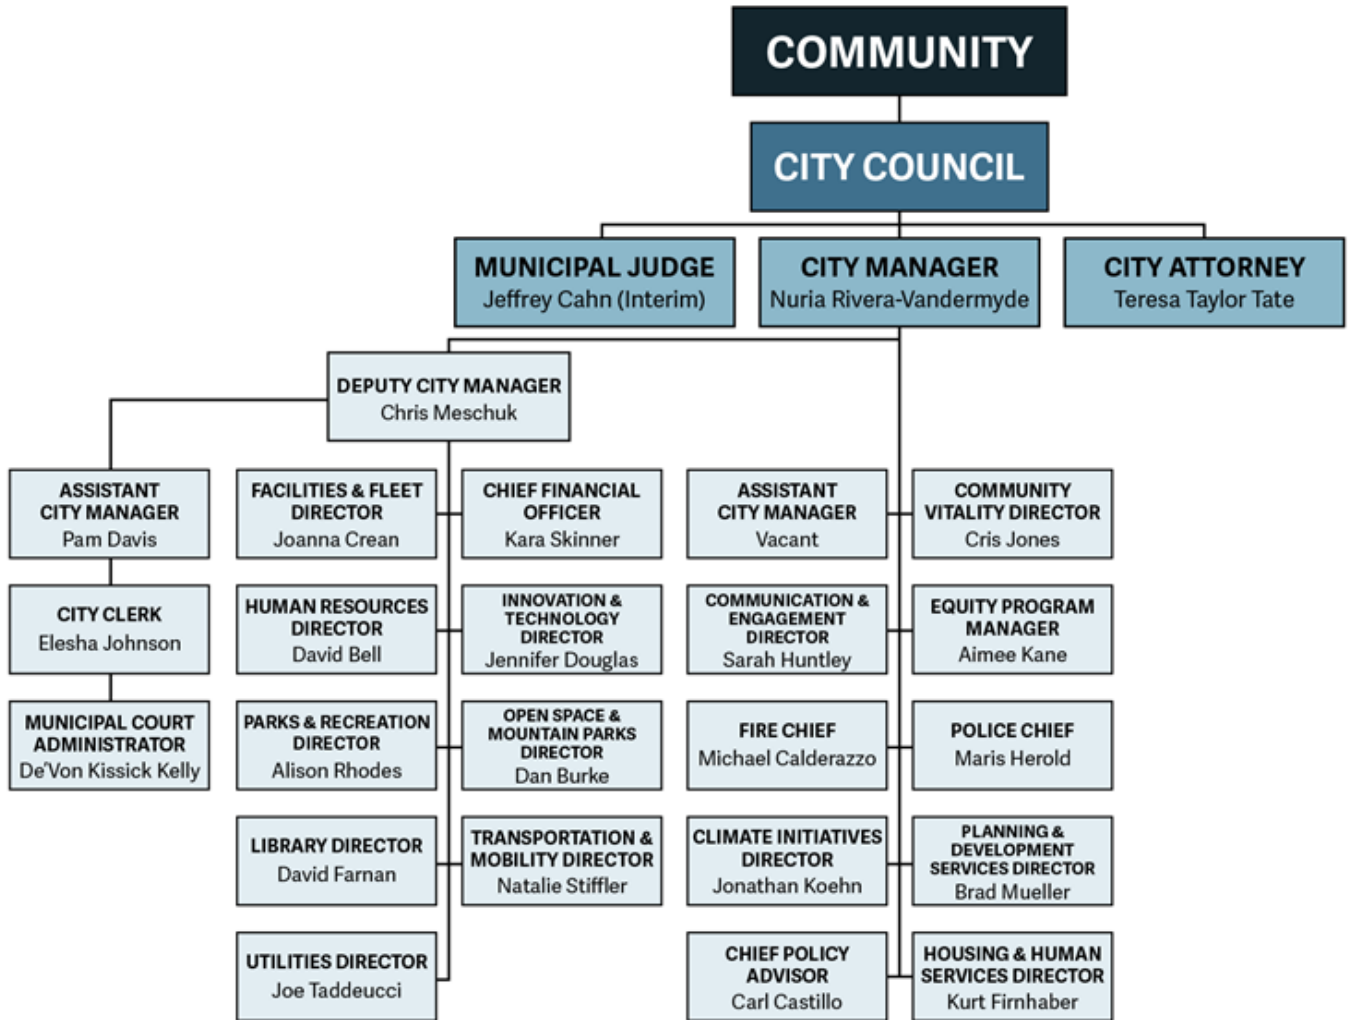 COMMUNITY
CITY COUNCIL
MUNICIPAL JUDGE
Jeffrey Cahn (Interim)
CITY MANAGER
Nuria Rivera-Vandermyde
CITY ATTORNEY
Teresa Taylor Tate
DEPUTY CITY MANAGER
Chris Meschuk
ASSISTANT
CITY MANAGER
Pam Davis
FACILITIES & FLEET
DIRECTOR
Joanna Crean
CHIEF FINANCIAL
OFFICER
Kara Skinner
ASSISTANT
CITY MANAGER
Vacant
COMMUNITY
VITALITY DIRECTOR
Cris Jones
CITY CLERK
Elesha Johnson
HUMAN RESOURCES
DIRECTOR
David Bell
INNOVATION &
TECHNOLOGY
DIRECTOR
Jennifer Douglas
COMMUNICATION &
ENGAGEMENT
DIRECTOR
Sarah Huntley
EQUITY PROGRAM
MANAGER
Aimee Kane
MUNICIPAL COURT
ADMINISTRATOR
De'Von Kissick Kelly
PARKS & RECREATION
DIRECTOR
Alison Rhodes
OPEN SPACE &
MOUNTAIN PARKS
DIRECTOR
Dan Burke
FIRE CHIEF
Michael Calderazzo
POLICE CHIEF
Maris Herold
LIBRARY DIRECTOR
David Farnan
TRANSPORTATION &
MOBILITY DIRECTOR
Natalie Stiffler
CLIMATE INITIATIVES
DIRECTOR
Jonathan Koehn
PLANNING &
DEVELOPMENT
SERVICES DIRECTOR
Brad Mueller
UTILITIES DIRECTOR
Joe Taddeucci
CHIEF POLICY
ADVISOR
Carl Castillo
HOUSING & HUMAN
SERVICES DIRECTOR
Kurt Firnhaber